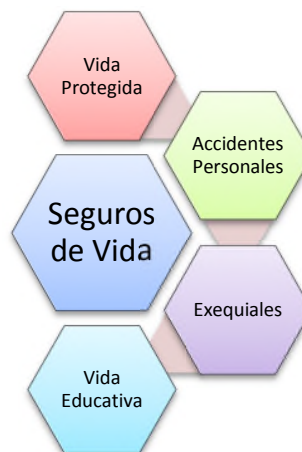 Vida
Protegida
Accidentes
Personales
Seguros
de Vida
Exequiales
Vida
Educativa